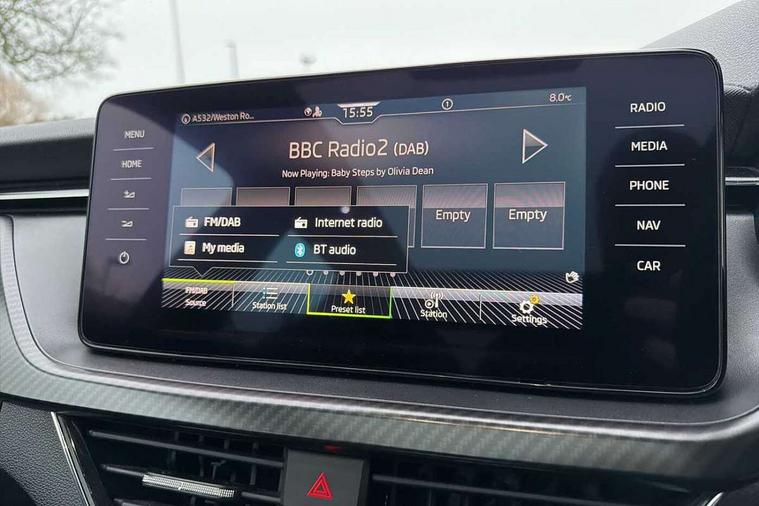 A532/Weston Ro...
15:55
1
8.0°C
BBC Radio2 (DAB)
Now Playing: Baby Steps by Olivia Dean
Empty
Empty
FM/DAB
Internet radio
My media
BT audio
FM/DAB
Source
Station list
Preset list
Station
Settings
MENU
HOME
RADIO
MEDIA
PHONE
NAV
CAR